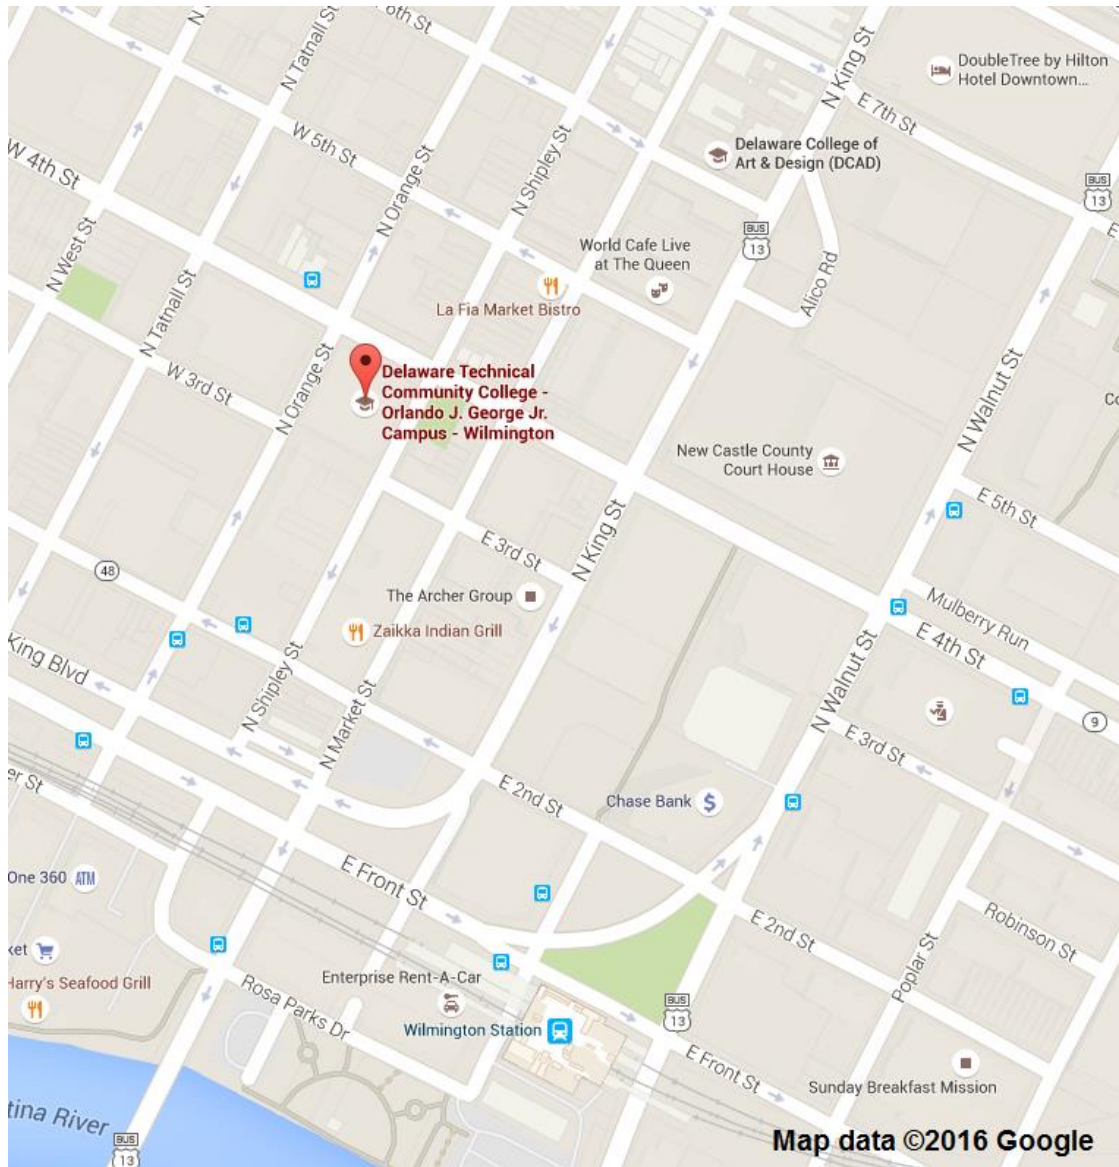 6th St
N Tatnall St
N King St
DoubleTree by Hilton
Hotel Downtown...
E 7th St
W 5th St
W 4th St
N Orange St
N Shipley St
Delaware College of
Art & Design (DCAD)
BUS
13
BUS
13
N West St
World Cafe Live
at The Queen
Alico Rd
N Tatnall St
La Fia Market Bistro
W 3rd St
N Orange St
Delaware Technical
Community College -
Orlando J. George Jr.
Campus - Wilmington
N Walnut St
New Castle County
Court House
E 5th St
N King St
E 3rd St
48
The Archer Group
Zaikka Indian Grill
Mulberry Run
E 4th St
King Blvd
N Shipley St
N Market St
N Walnut St
9
E 3rd St
E 2nd St
Chase Bank
$
er St
One 360
ATM
E Front St
E 2nd St
Robinson St
Poplar St
ket
Harry's Seafood Grill
Enterprise Rent-A-Car
Rosa Parks Dr
Wilmington Station
BUS
13
E Front St
Sunday Breakfast Mission
tina River
BUS
13
Map data ©2016 Google